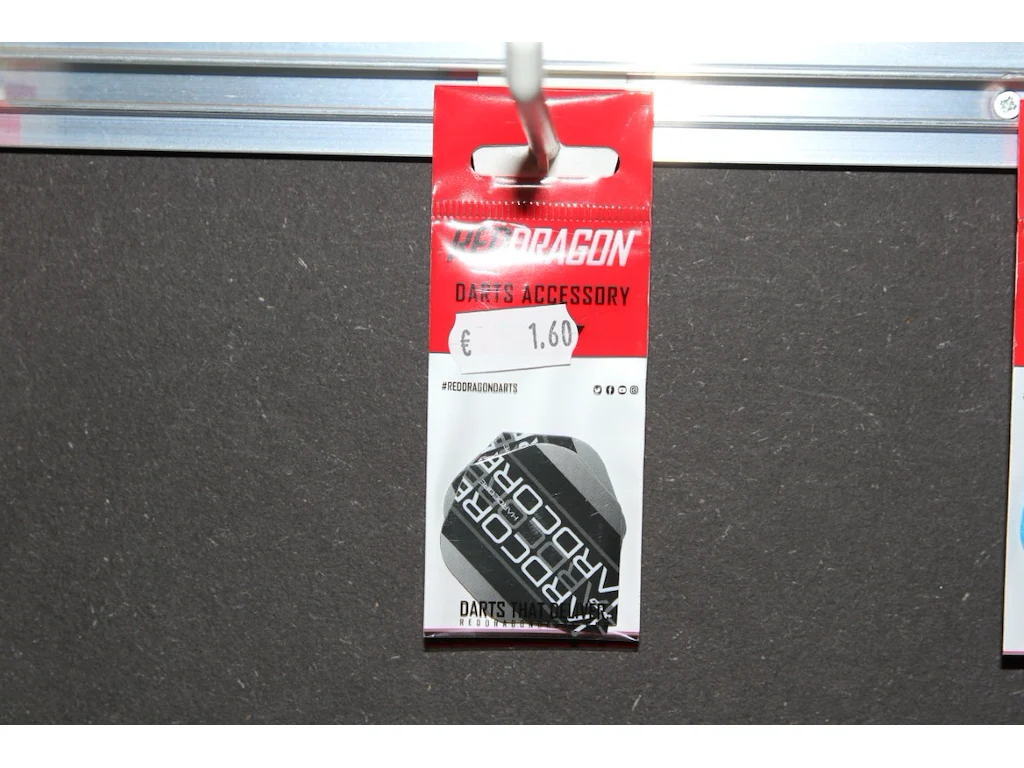 REDDRAGON
DARTS ACCESSORY
€ 1.60
#REDDRAGONDARTS
HARDCORE
DARTS THAT DELIVER